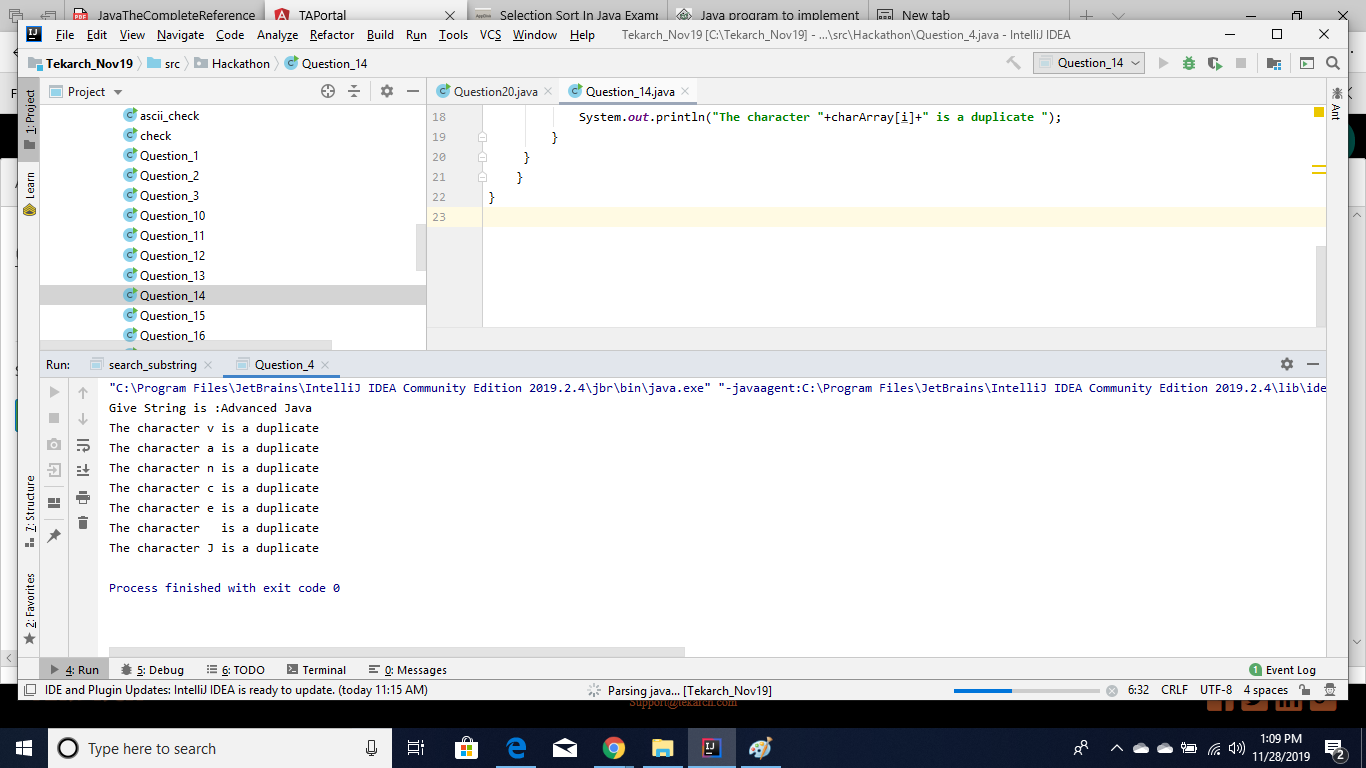 JavaTheCompleteReference
TAPortal
Selection Sort In Java Examp
Java program to implement
New tab
File Edit View Navigate Code Analyze Refactor Build Run Tools VCS Window Help Tekarch_Nov19 [C:\Tekarch_Nov19] - ...\src\Hackathon\Question_4.java - IntelliJ IDEA
Tekarch_Nov19 src Hackathon Question_14 Question_14
Project Question20.java Question_14.java
1: Project
Learn
7: Structure
2: Favorites
Ant
ascii_check
check
Question_1
Question_2
Question_3
Question_10
Question_11
Question_12
Question_13
Question_14
Question_15
Question_16
18 System.out.println("The character "+charArray[i]+" is a duplicate ");
19 }
20 }
21 }
22 }
23
Run: search_substring Question_4
"C:\Program Files\JetBrains\IntelliJ IDEA Community Edition 2019.2.4\jbr\bin\java.exe" "-javaagent:C:\Program Files\JetBrains\IntelliJ IDEA Community Edition 2019.2.4\lib\ide
Give String is :Advanced Java
The character v is a duplicate
The character a is a duplicate
The character n is a duplicate
The character c is a duplicate
The character e is a duplicate
The character   is a duplicate
The character J is a duplicate
Process finished with exit code 0
4: Run 5: Debug 6: TODO Terminal 0: Messages 1 Event Log
IDE and Plugin Updates: IntelliJ IDEA is ready to update. (today 11:15 AM) Parsing java... [Tekarch_Nov19] 6:32 CRLF UTF-8 4 spaces
Support@tekarch.com
Type here to search
1:09 PM
11/28/2019
2